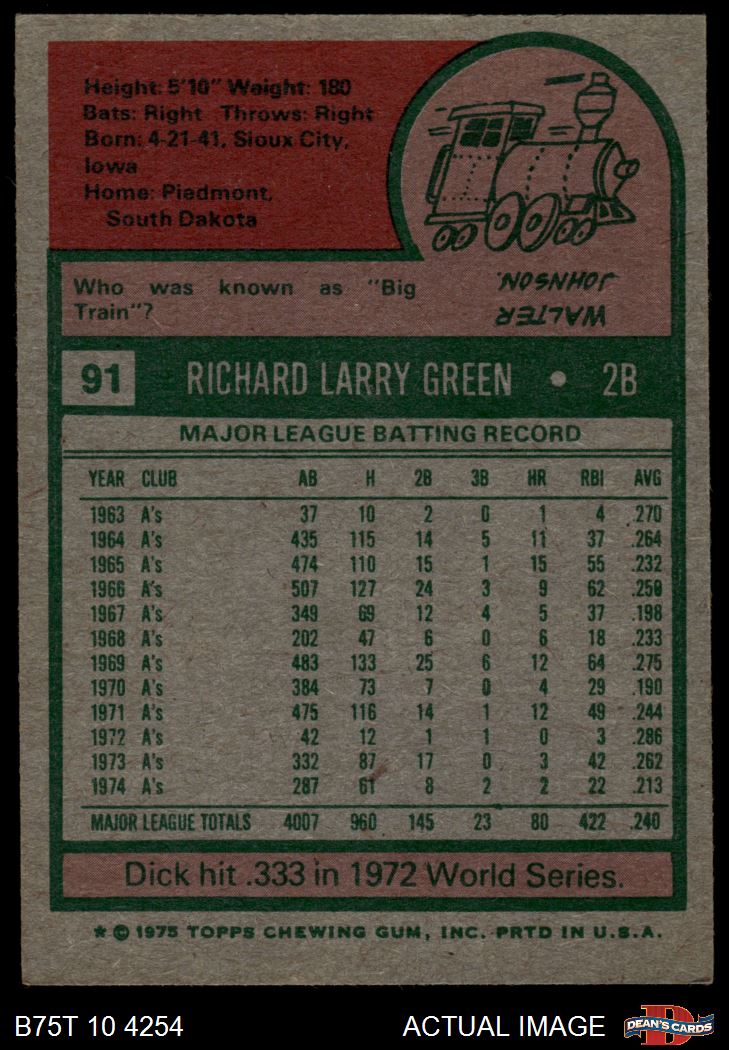 Height: 5'10" Weight: 180
Bats: Right Throws: Right
Born: 4-21-41, Sioux City,
Iowa
Home: Piedmont,
South Dakota
Who was known as "Big
Train"?
WALTER
JOHNSON.
91 RICHARD LARRY GREEN • 2B
MAJOR LEAGUE BATTING RECORD
YEAR CLUB AB H 2B 3B HR RBI AVG
1963 A's 37 10 2 0 1 4 .270
1964 A's 435 115 14 5 11 37 .264
1965 A's 474 110 15 1 15 55 .232
1966 A's 507 127 24 3 9 62 .250
1967 A's 349 69 12 4 5 37 .198
1968 A's 202 47 6 0 6 18 .233
1969 A's 483 133 25 6 12 64 .275
1970 A's 384 73 7 0 4 29 .190
1971 A's 475 116 14 1 12 49 .244
1972 A's 42 12 1 1 0 3 .286
1973 A's 332 87 17 0 3 42 .262
1974 A's 287 61 8 2 2 22 .213
MAJOR LEAGUE TOTALS 4007 960 145 23 80 422 .240
Dick hit .333 in 1972 World Series.
* © 1975 TOPPS CHEWING GUM, INC. PRTD IN U.S.A.
B75T 10 4254 ACTUAL IMAGE DEAN'S CARDS